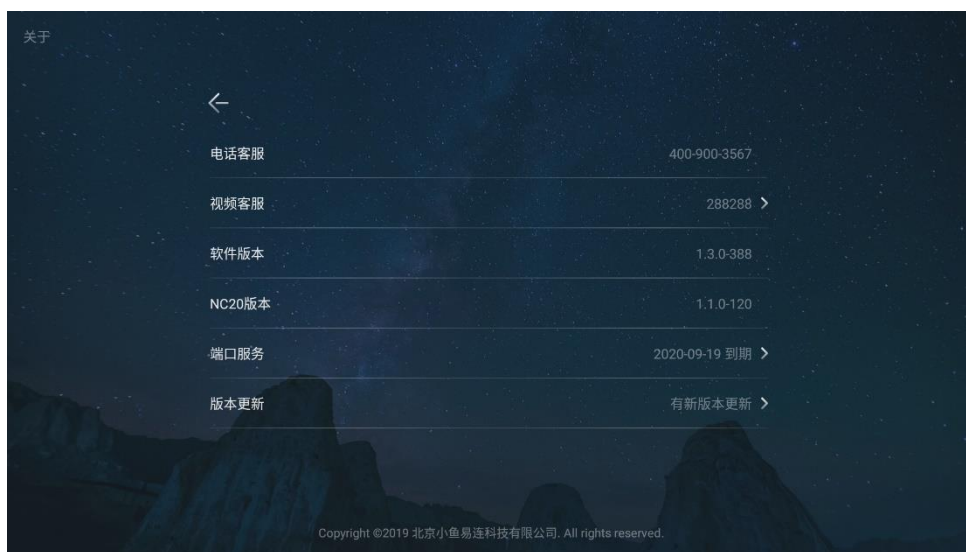 关于
电话客服 400-900-3567
视频客服 288288
软件版本 1.3.0-388
NC20版本 1.1.0-120
端口服务 2020-09-19 到期
版本更新 有新版本更新
Copyright ©2019 北京小鱼易连科技有限公司. All rights reserved.